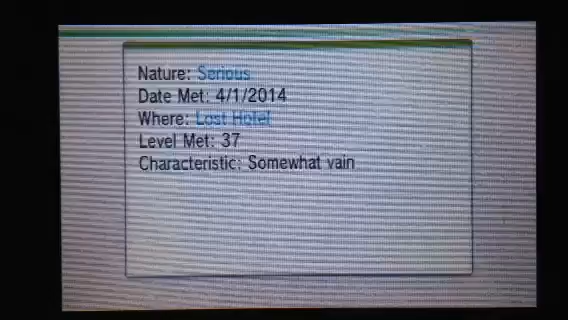 Nature: Serious
Date Met: 4/1/2014
Where: Lost Hotel
Level Met: 37
Characteristic: Somewhat vain